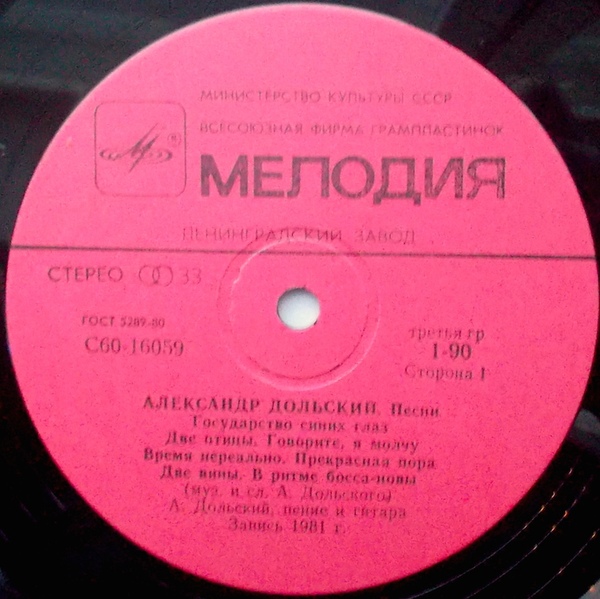 МИНИСТЕРСТВО КУЛЬТУРЫ СССР
ВСЕСОЮЗНАЯ ФИРМА ГРАМПЛАСТИНОК
МЕЛОДИЯ
ЛЕНИНГРАДСКИЙ ЗАВОД
СТЕРЕО 33
ГОСТ 5289-80
С60-16059
третья гр
1-90
Сторона 1
АЛЕКСАНДР ДОЛЬСКИЙ. Песни
Государство синих глаз
Две птицы. Говорите, я молчу
Время нереально. Прекрасная пора
Две вины. В ритме босса-новы
(муз. и сл. А. Дольского)
А. Дольский, пение и гитара
Запись 1981 г.